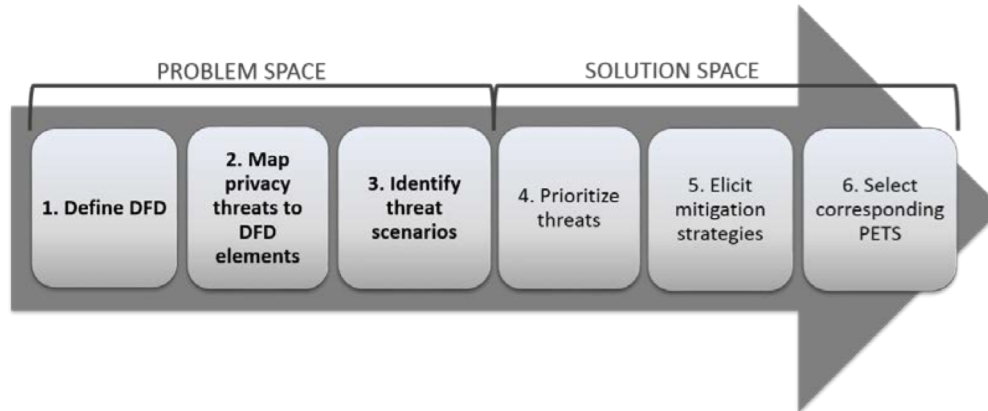 PROBLEM SPACE
SOLUTION SPACE
1. Define DFD
2. Map
privacy
threats to
DFD
elements
3. Identify
threat
scenarios
4. Prioritize
threats
5. Elicit
mitigation
strategies
6. Select
corresponding
PETS